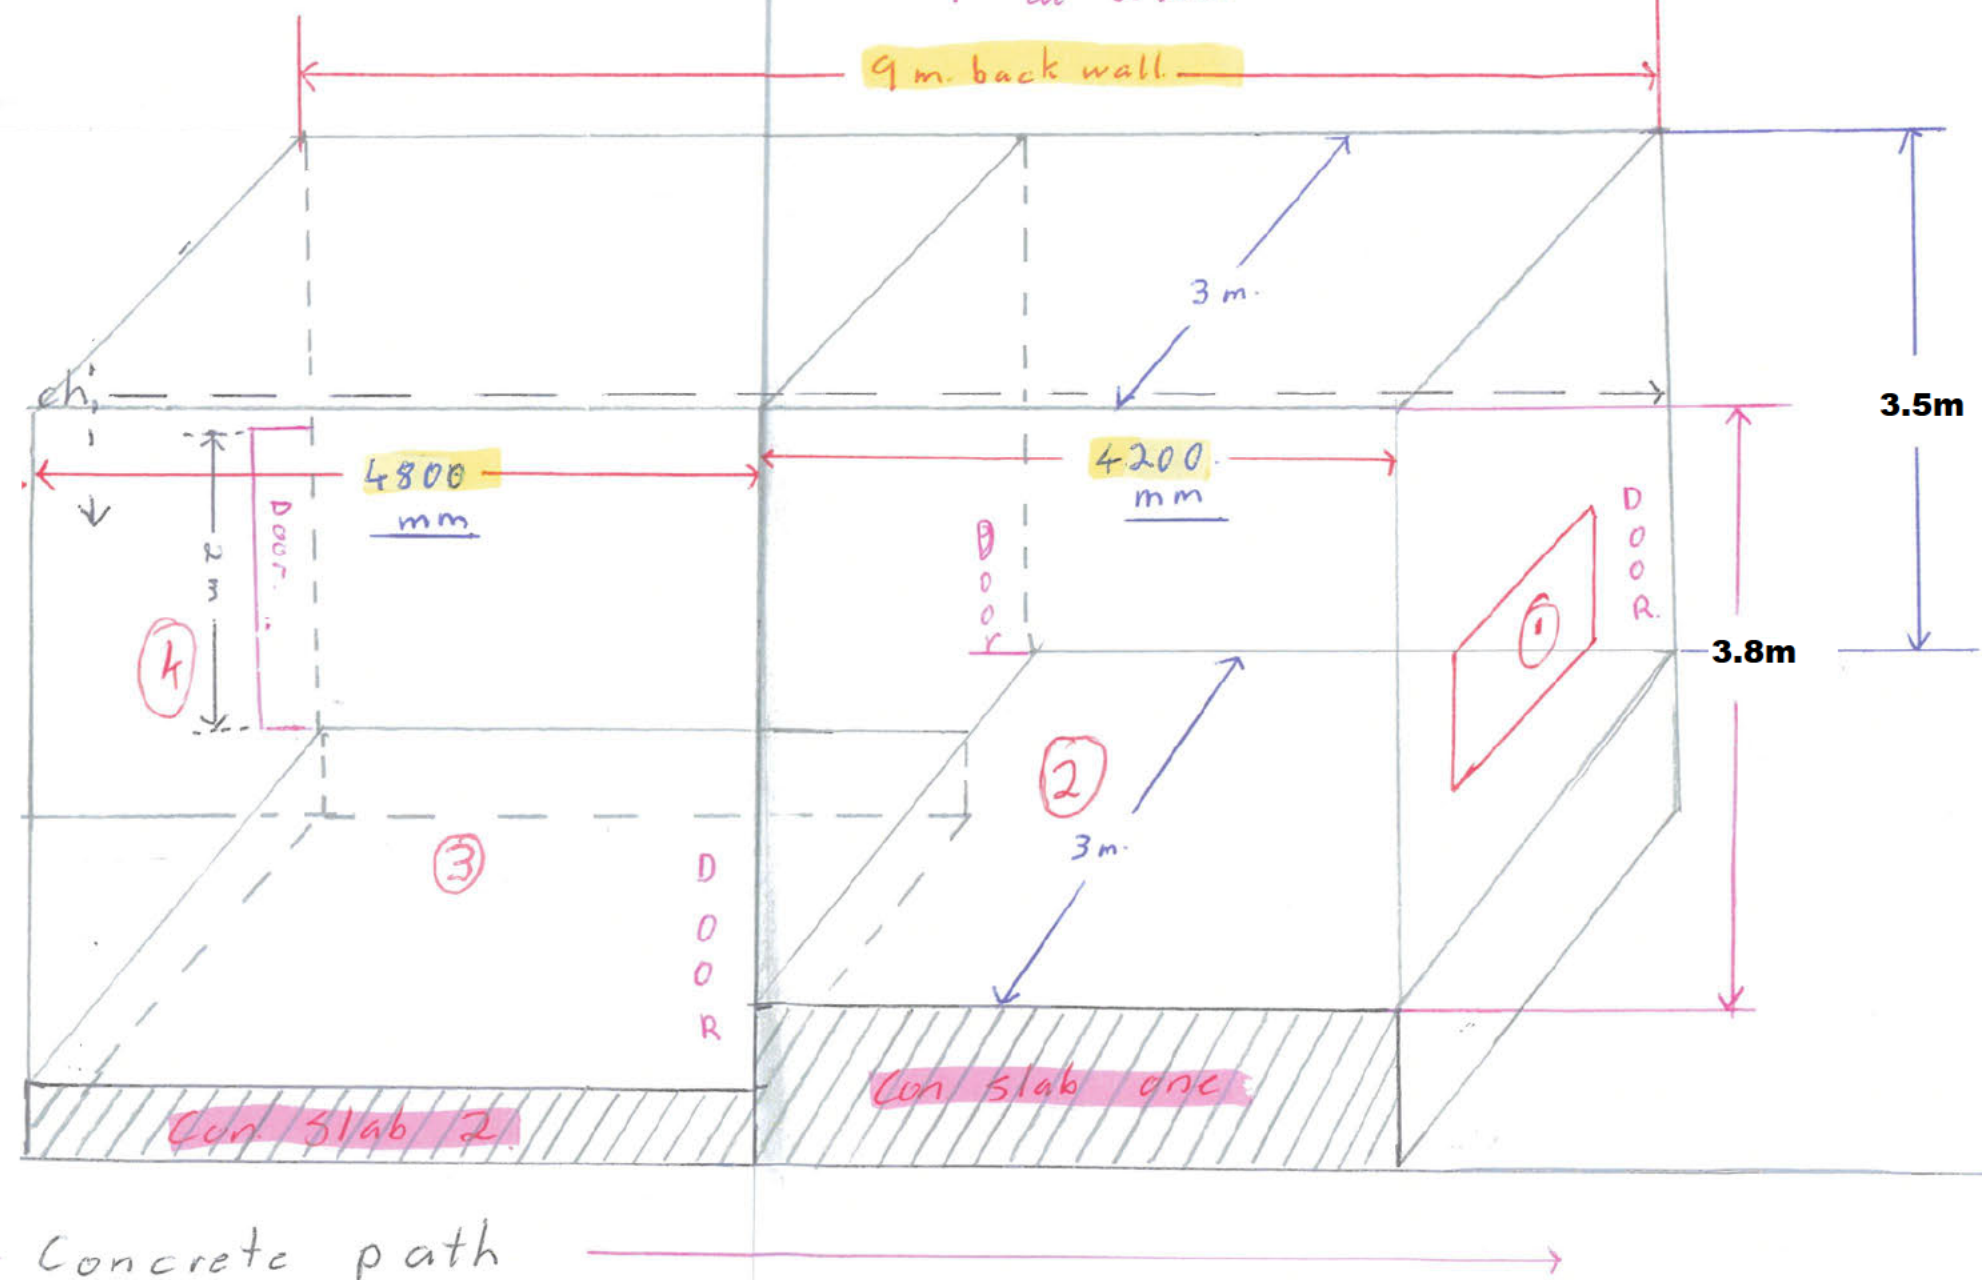 9 m. back wall
3 m.
3.5m
4800
mm
4200.
mm
DOOR.
Door
Door
2 m
4
1
3.8m
2
3 m.
3
DOOR
Con slab one
Con. Slab 2
Concrete path